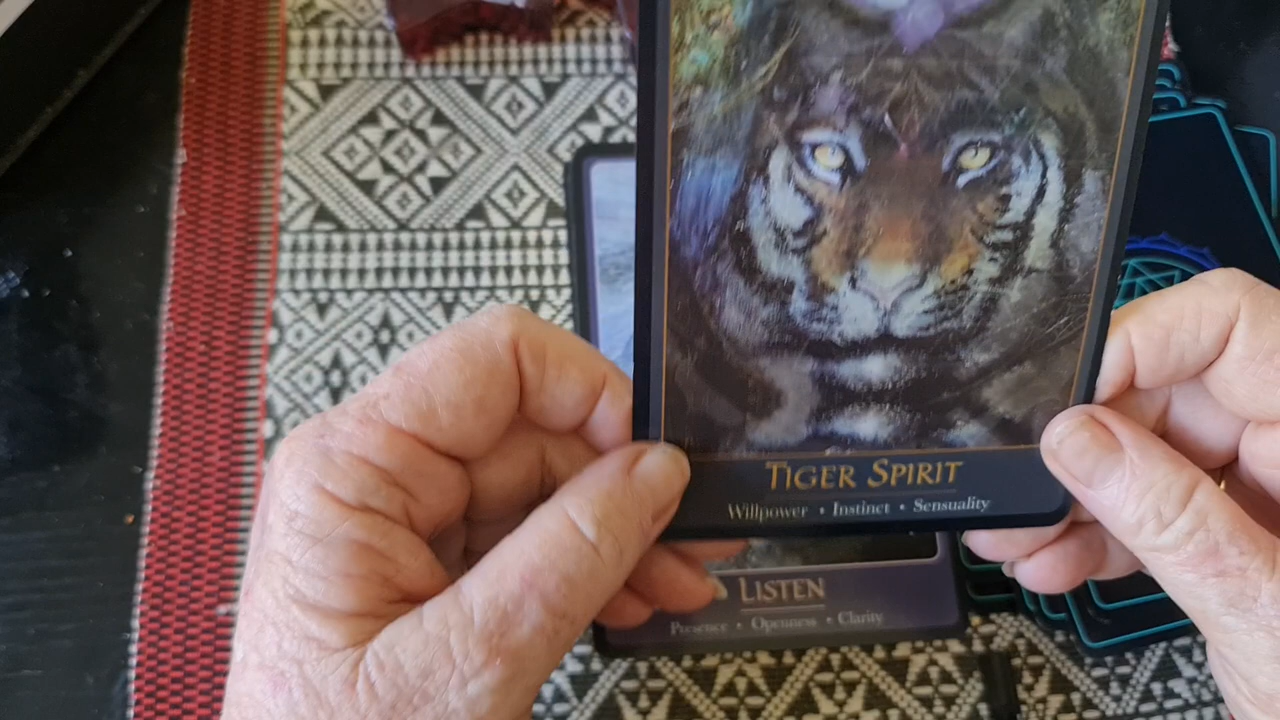 TIGER SPIRIT
Willpower • Instinct • Sensuality
LISTEN
Presence • Openness • Clarity